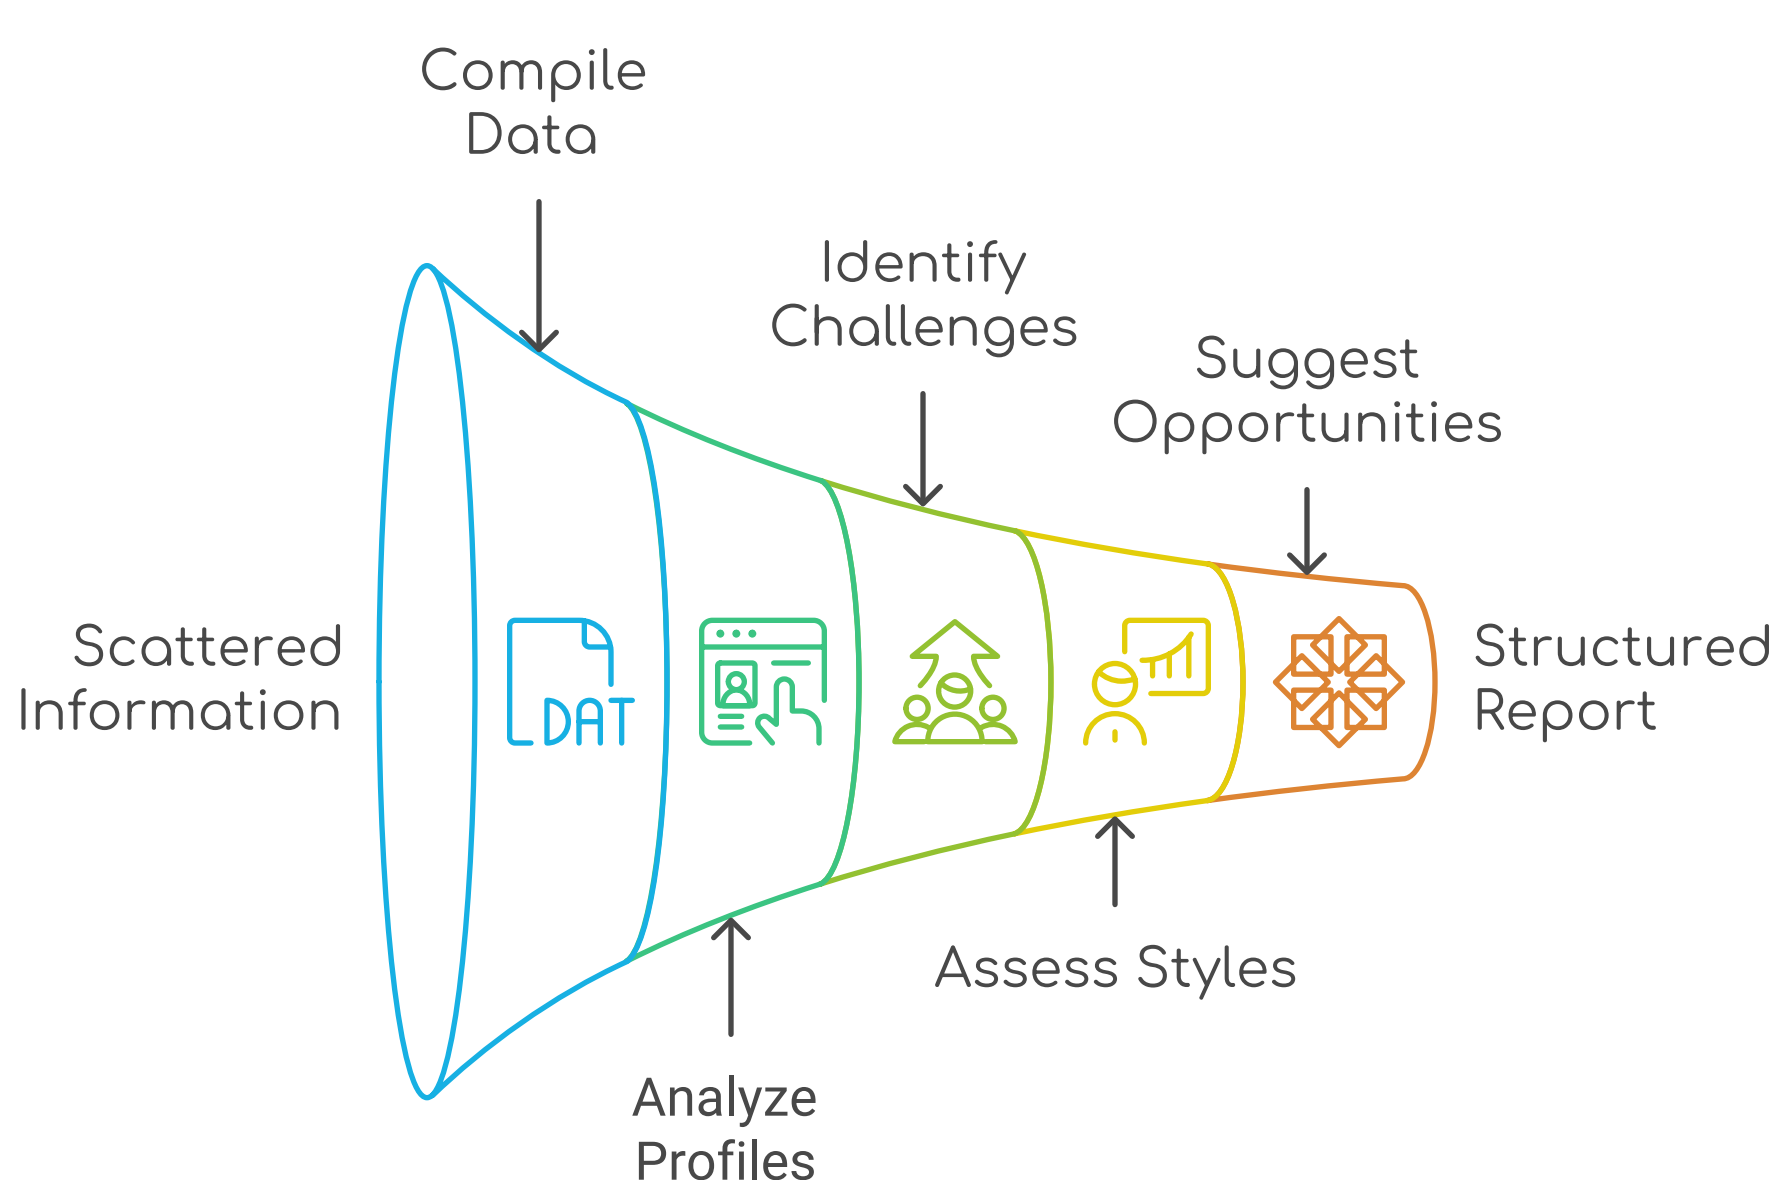 Compile
Data
Identify
Challenges
Suggest
Opportunities
Scattered
Information
DAT
Structured
Report
Assess Styles
Analyze
Profiles